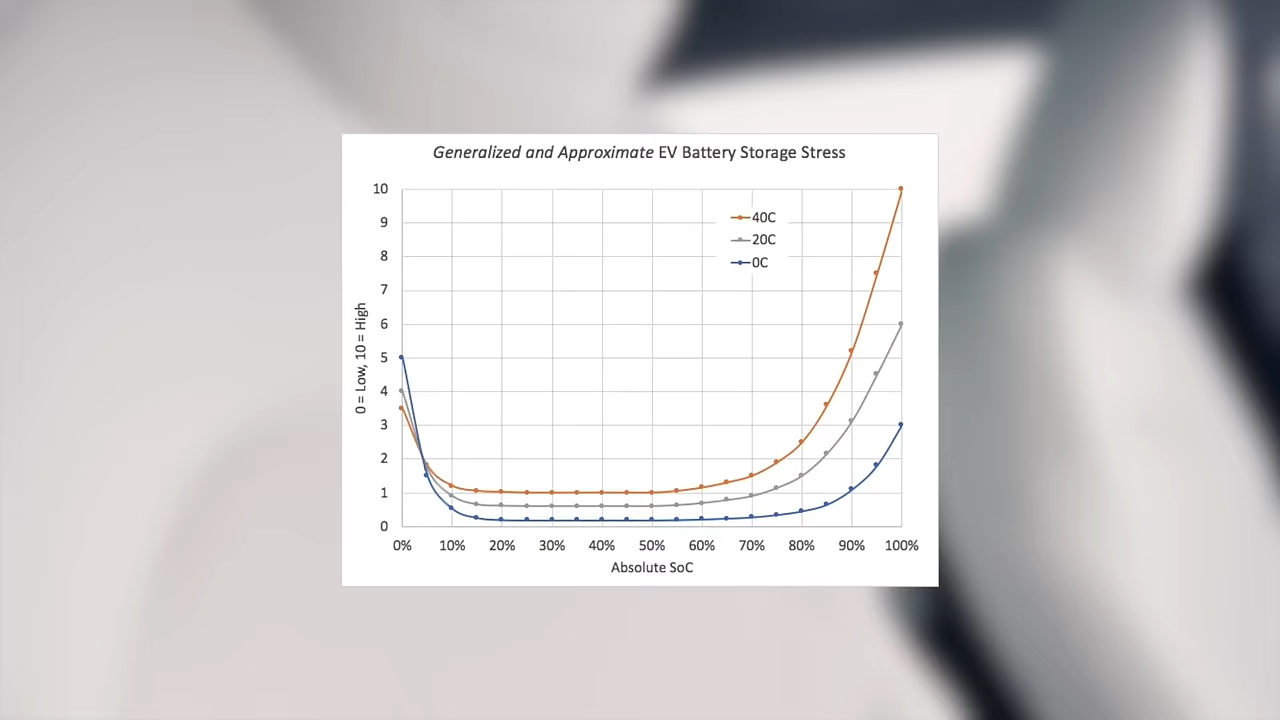 Generalized and Approximate EV Battery Storage Stress
10
9
8
7
6
5
4
3
2
1
0
0 = Low, 10 = High
40C
20C
0C
0% 10% 20% 30% 40% 50% 60% 70% 80% 90% 100%
Absolute SoC